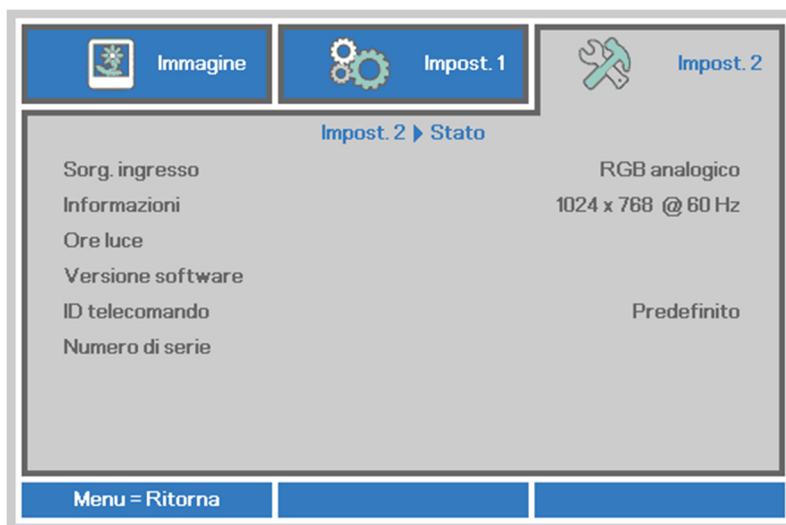 Immagine
Impost. 1
Impost. 2
Impost. 2 ▶ Stato
Sorg. ingresso RGB analogico
Informazioni 1024 x 768 @ 60 Hz
Ore luce
Versione software
ID telecomando Predefinito
Numero di serie
Menu = Ritorna